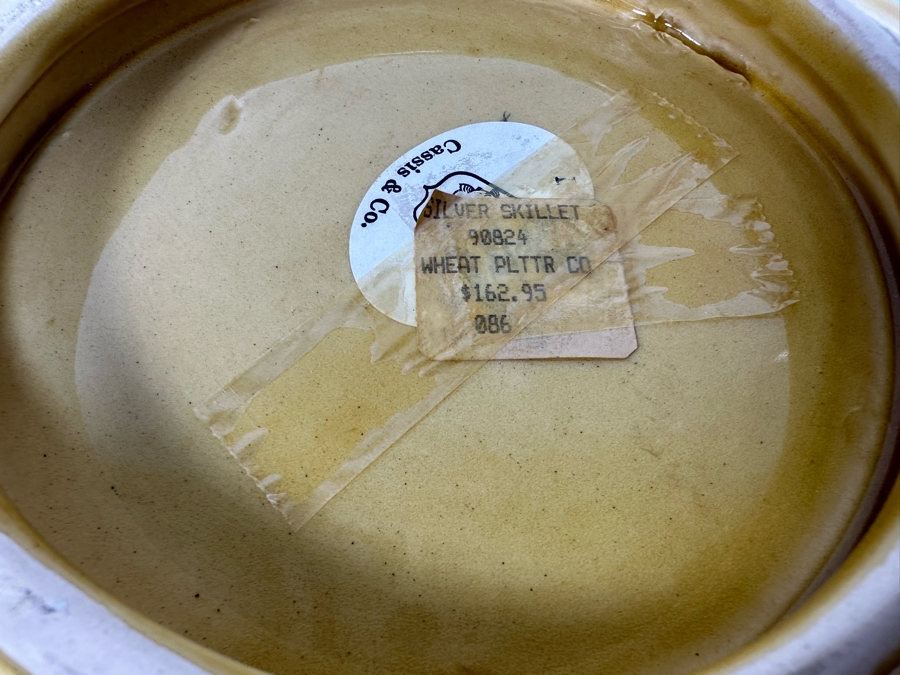 Cassis & Co.
SILVER SKILLET
90824
WHEAT PLTTR CO
$162.95
086